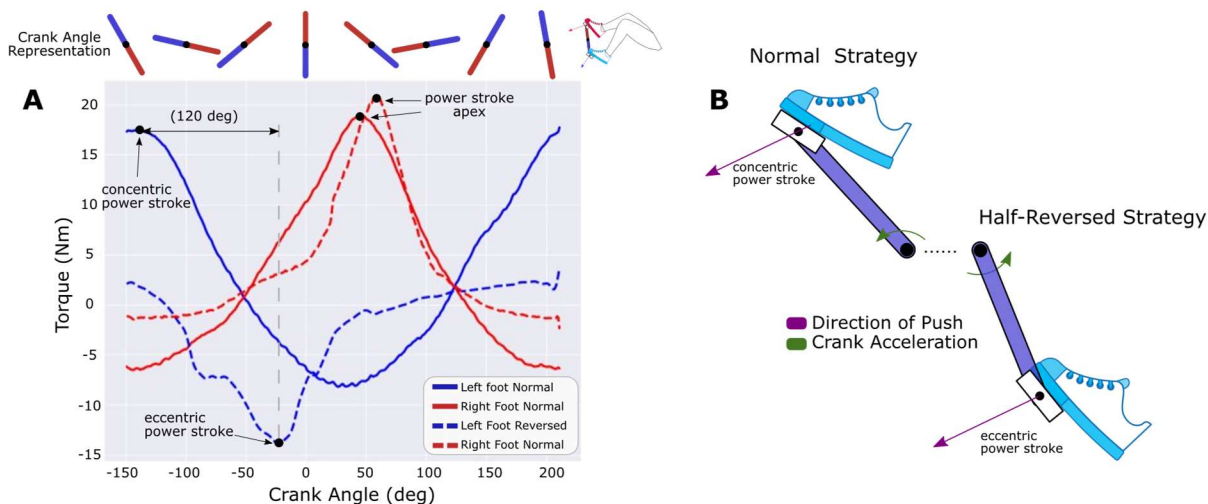 Crank Angle
Representation
A
(120 deg)
power stroke
apex
concentric
power stroke
eccentric
power stroke
Torque (Nm)
20
15
10
5
0
-5
-10
-15
-150
-100
-50
0
50
100
150
200
Crank Angle (deg)
Left foot Normal
Right Foot Normal
Left Foot Reversed
Right Foot Normal
B
Normal Strategy
concentric
power stroke
Half-Reversed Strategy
Direction of Push
Crank Acceleration
eccentric
power stroke